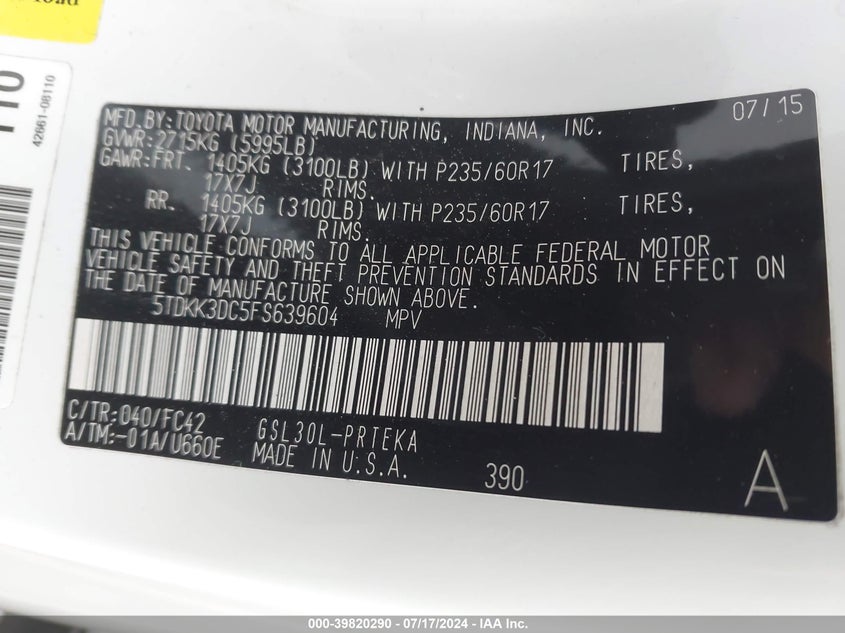 42661-08110
MFD. BY: TOYOTA MOTOR MANUFACTURING, INDIANA, INC. 07/15
GVWR: 2715KG (5995LB)
GAWR: FRT. 1405KG (3100LB) WITH P235/60R17 TIRES,
17X7J RIMS.
RR. 1405KG (3100LB) WITH P235/60R17 TIRES,
17X7J RIMS.
THIS VEHICLE CONFORMS TO ALL APPLICABLE FEDERAL MOTOR
VEHICLE SAFETY AND THEFT PREVENTION STANDARDS IN EFFECT ON
THE DATE OF MANUFACTURE SHOWN ABOVE.
5TDKK3DC5FS639604 MPV
C/TR: 040/FC42 GSL30L-PRTEKA
A/TM: -01A/U660E MADE IN U.S.A. 390 A
000-39820290 - 07/17/2024 - IAA Inc.